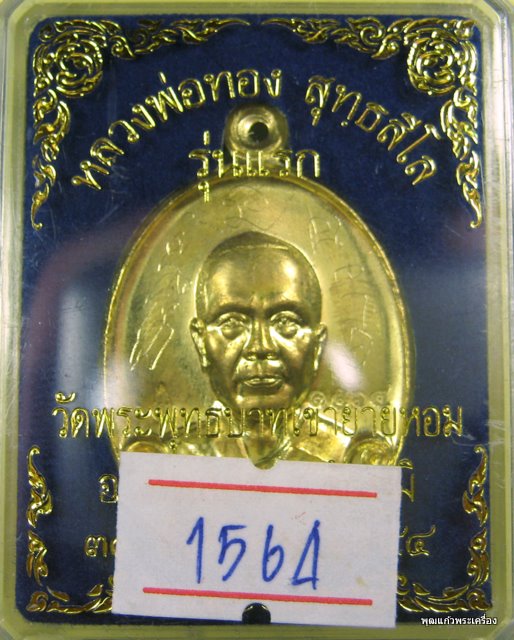 หลวงพ่อทอง สุทฺธสีโล
รุ่นแรก
วัดพระพุทธบาทเขายายหอม
1564
พุฒแก้วพระเครื่อง